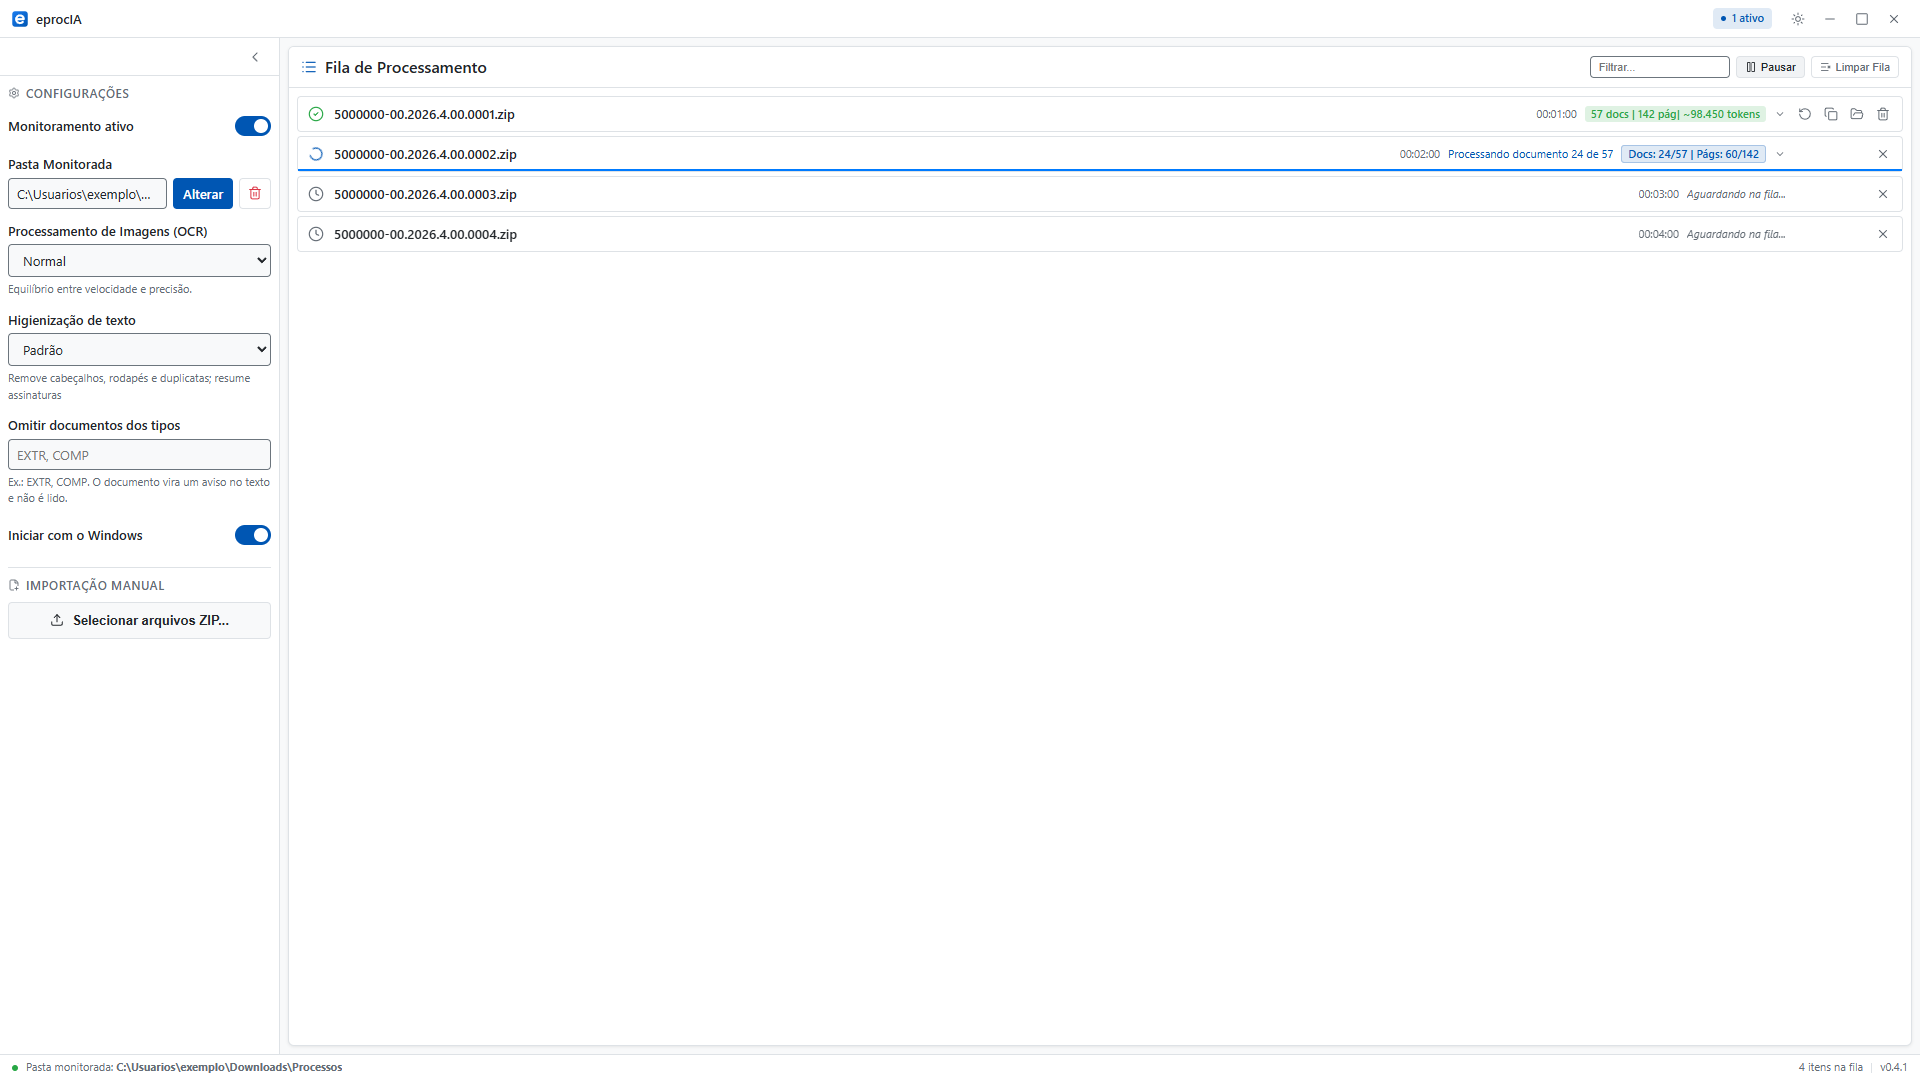 eprocIA
1 ativo
CONFIGURAÇÕES
Monitoramento ativo
Pasta Monitorada
C:\Usuarios\exemplo\...
Alterar
Processamento de Imagens (OCR)
Normal
Equilíbrio entre velocidade e precisão.
Higienização de texto
Padrão
Remove cabeçalhos, rodapés e duplicatas; resume
assinaturas
Omitir documentos dos tipos
EXTR, COMP
Ex.: EXTR, COMP. O documento vira um aviso no texto
e não é lido.
Iniciar com o Windows
IMPORTAÇÃO MANUAL
Selecionar arquivos ZIP...
Fila de Processamento
Filtrar...
Pausar
Limpar Fila
5000000-00.2026.4.00.0001.zip 00:01:00 57 docs | 142 pág| ~98.450 tokens
5000000-00.2026.4.00.0002.zip 00:02:00 Processando documento 24 de 57 Docs: 24/57 | Págs: 60/142
5000000-00.2026.4.00.0003.zip 00:03:00 Aguardando na fila...
5000000-00.2026.4.00.0004.zip 00:04:00 Aguardando na fila...
Pasta monitorada: C:\Usuarios\exemplo\Downloads\Processos
4 itens na fila
v0.4.1